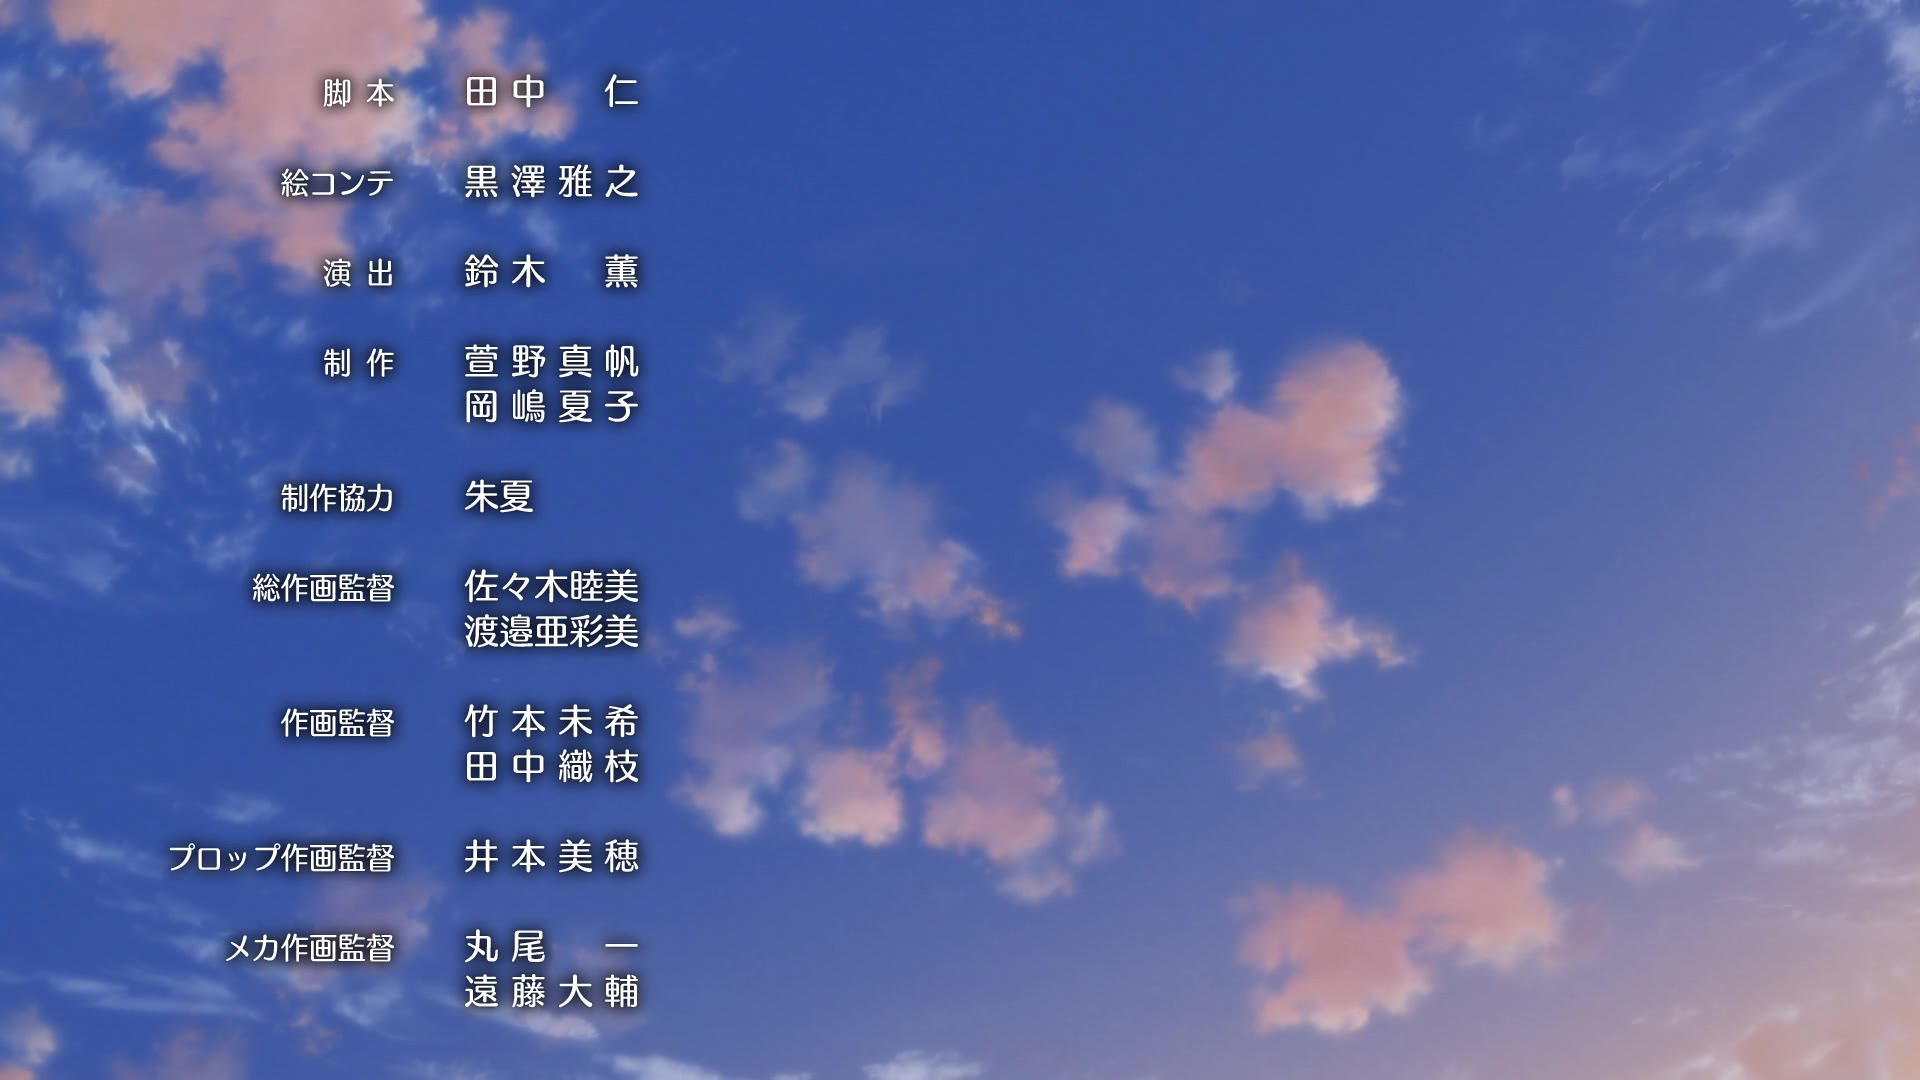 脚本 田中 仁
絵コンテ 黒澤雅之
演出 鈴木 薫
制作 萱野真帆
岡嶋夏子
制作協力 朱夏
総作画監督 佐々木睦美
渡邉亜彩美
作画監督 竹本未希
田中織枝
プロップ作画監督 井本美穂
メカ作画監督 丸尾 一
遠藤大輔